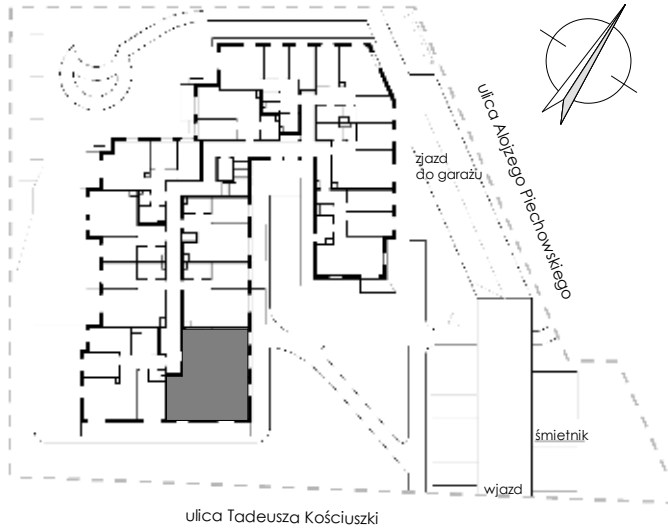 ulica Alojzego Piechowskiego
zjazd
do garażu
śmietnik
wjazd
ulica Tadeusza Kościuszki